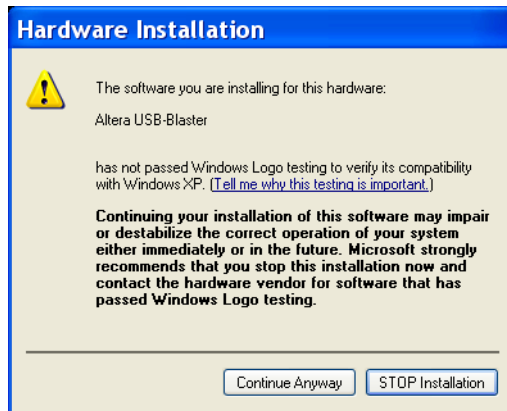 Hardware Installation
The software you are installing for this hardware:
Altera USB-Blaster
has not passed Windows Logo testing to verify its compatibility
with Windows XP. (Tell me why this testing is important.)
Continuing your installation of this software may impair
or destabilize the correct operation of your system
either immediately or in the future. Microsoft strongly
recommends that you stop this installation now and
contact the hardware vendor for software that has
passed Windows Logo testing.
Continue Anyway
STOP Installation